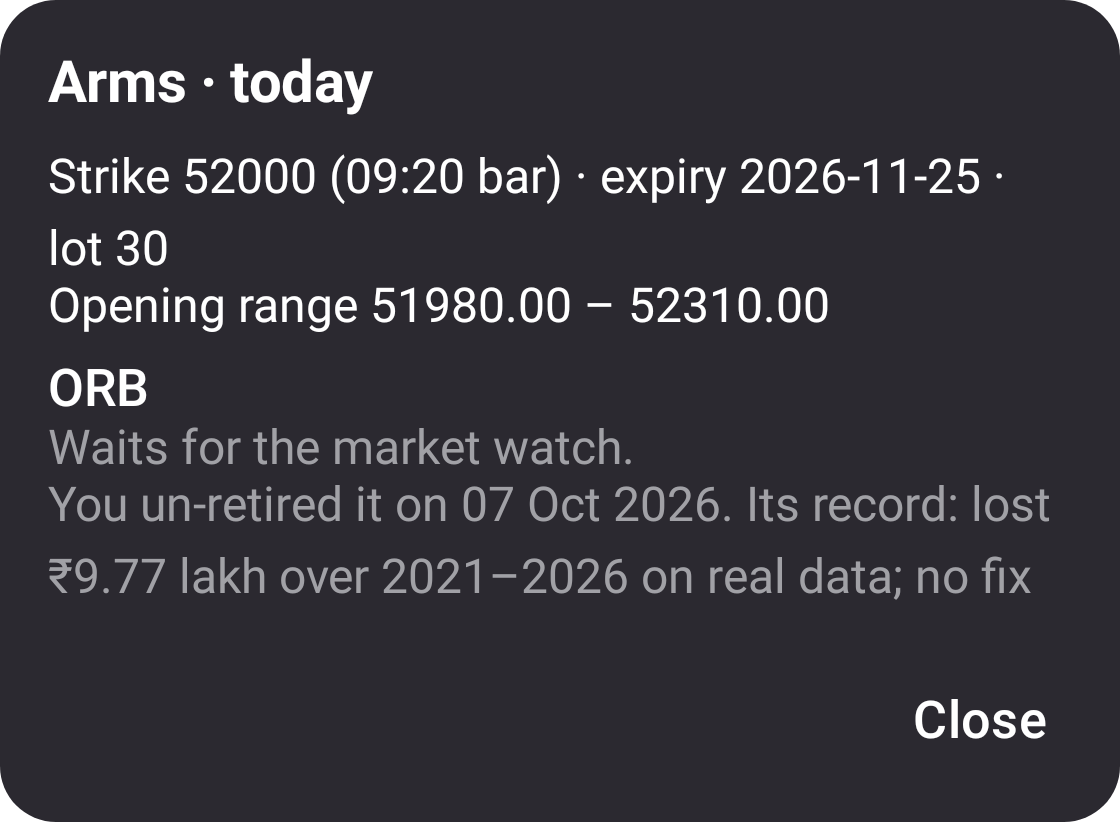 Arms · today
Strike 52000 (09:20 bar) · expiry 2026-11-25 ·
lot 30
Opening range 51980.00 – 52310.00
ORB
Waits for the market watch.
You un-retired it on 07 Oct 2026. Its record: lost
₹9.77 lakh over 2021–2026 on real data; no fix
Close